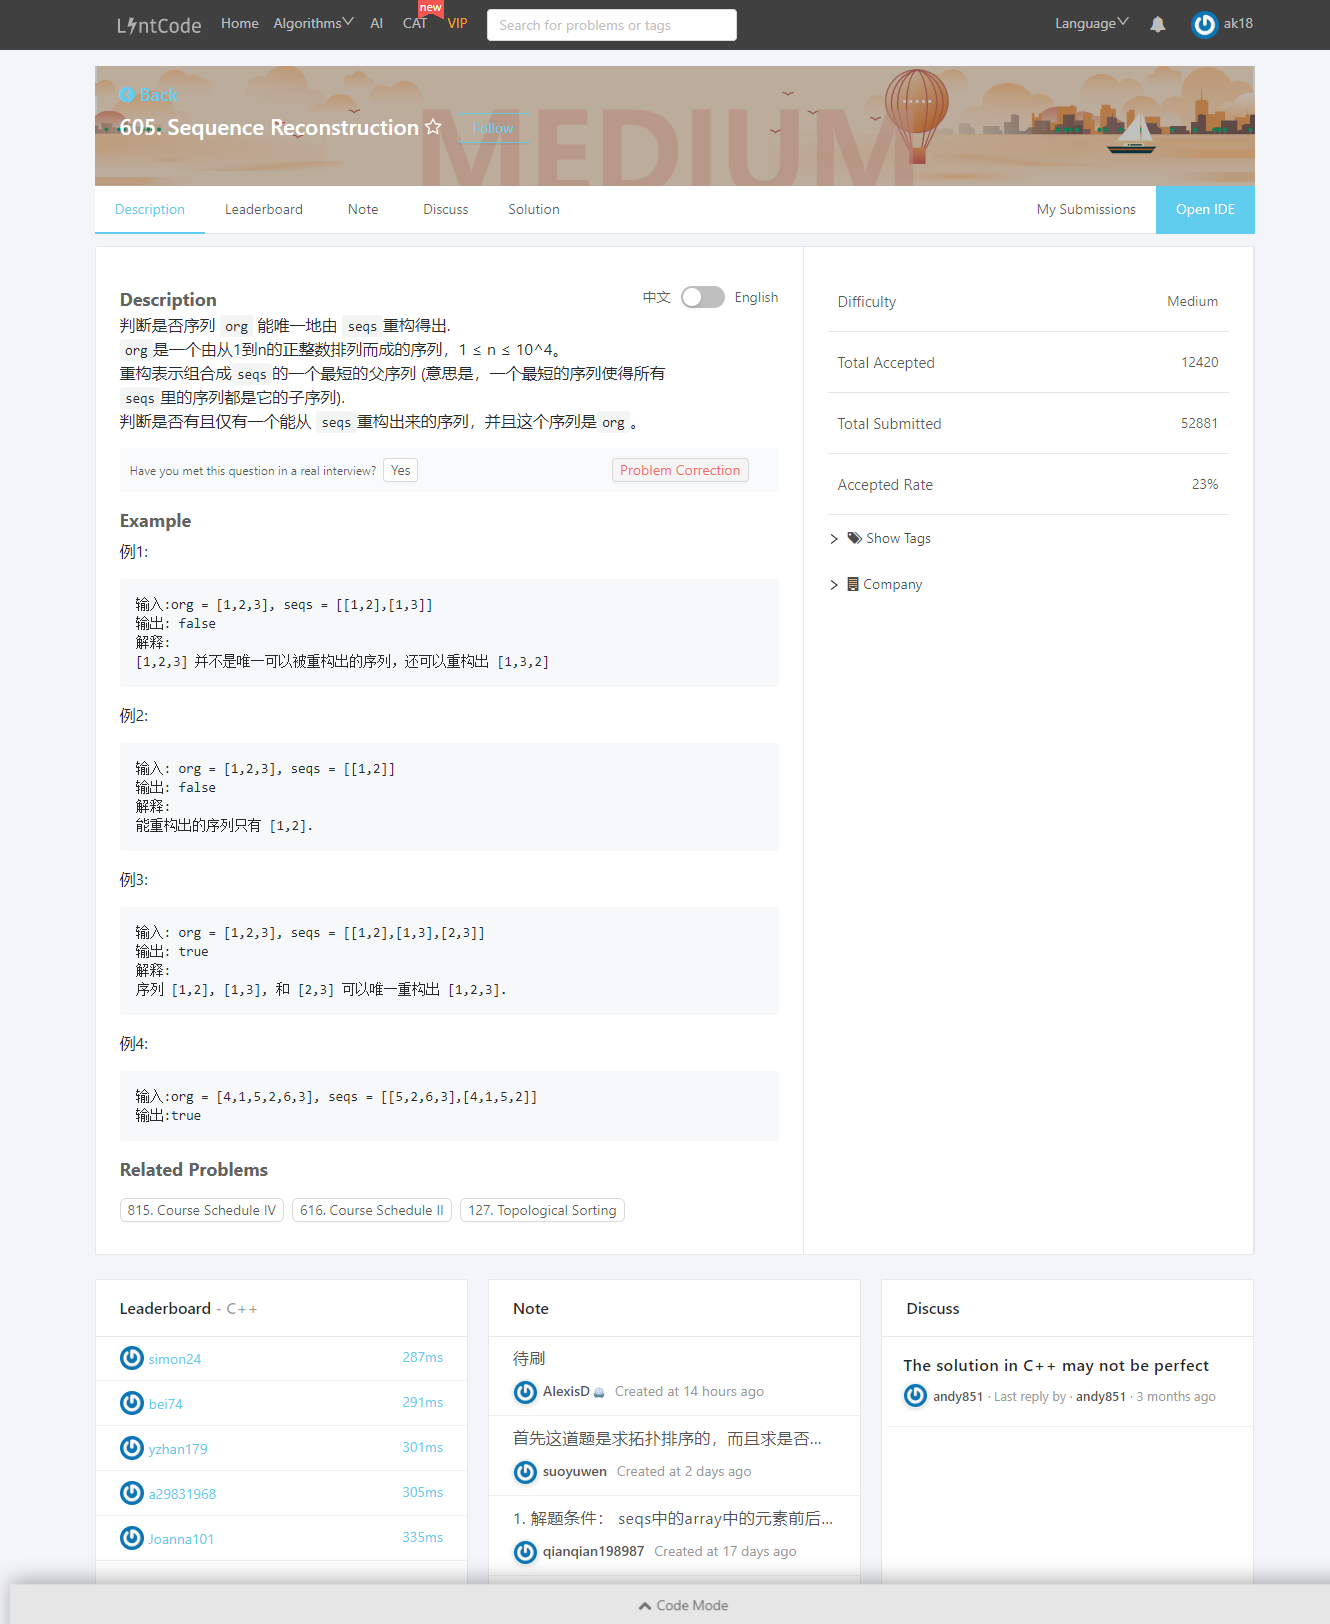 LintCode Home Algorithms AI CAT new VIP Search for problems or tags Language ak18
Back
605. Sequence Reconstruction Follow
MEDIUM
Description Leaderboard Note Discuss Solution My Submissions Open IDE
Description 中文 English
判断是否序列 org 能唯一地由 seqs 重构得出.
org 是一个由从1到n的正整数排列而成的序列，1 ≤ n ≤ 10^4。
重构表示组合成 seqs 的一个最短的父序列 (意思是，一个最短的序列使得所有
seqs 里的序列都是它的子序列).
判断是否有且仅有一个能从 seqs 重构出来的序列，并且这个序列是 org 。
Have you met this question in a real interview? Yes Problem Correction
Example
例1:
输入:org = [1,2,3], seqs = [[1,2],[1,3]]
输出: false
解释:
[1,2,3] 并不是唯一可以被重构出的序列，还可以重构出 [1,3,2]
例2:
输入: org = [1,2,3], seqs = [[1,2]]
输出: false
解释:
能重构出的序列只有 [1,2].
例3:
输入: org = [1,2,3], seqs = [[1,2],[1,3],[2,3]]
输出: true
解释:
序列 [1,2], [1,3], 和 [2,3] 可以唯一重构出 [1,2,3].
例4:
输入:org = [4,1,5,2,6,3], seqs = [[5,2,6,3],[4,1,5,2]]
输出:true
Related Problems
815. Course Schedule IV 616. Course Schedule II 127. Topological Sorting
Difficulty Medium
Total Accepted 12420
Total Submitted 52881
Accepted Rate 23%
Show Tags
Company
Leaderboard - C++
simon24 287ms
bei74 291ms
yzhan179 301ms
a29831968 305ms
Joanna101 335ms
Note
待刷
AlexisD Created at 14 hours ago
首先这道题是求拓扑排序的，而且求是否...
suoyuwen Created at 2 days ago
1. 解题条件： seqs中的array中的元素前后...
qianqian198987 Created at 17 days ago
Discuss
The solution in C++ may not be perfect
andy851 · Last reply by · andy851 · 3 months ago
Code Mode